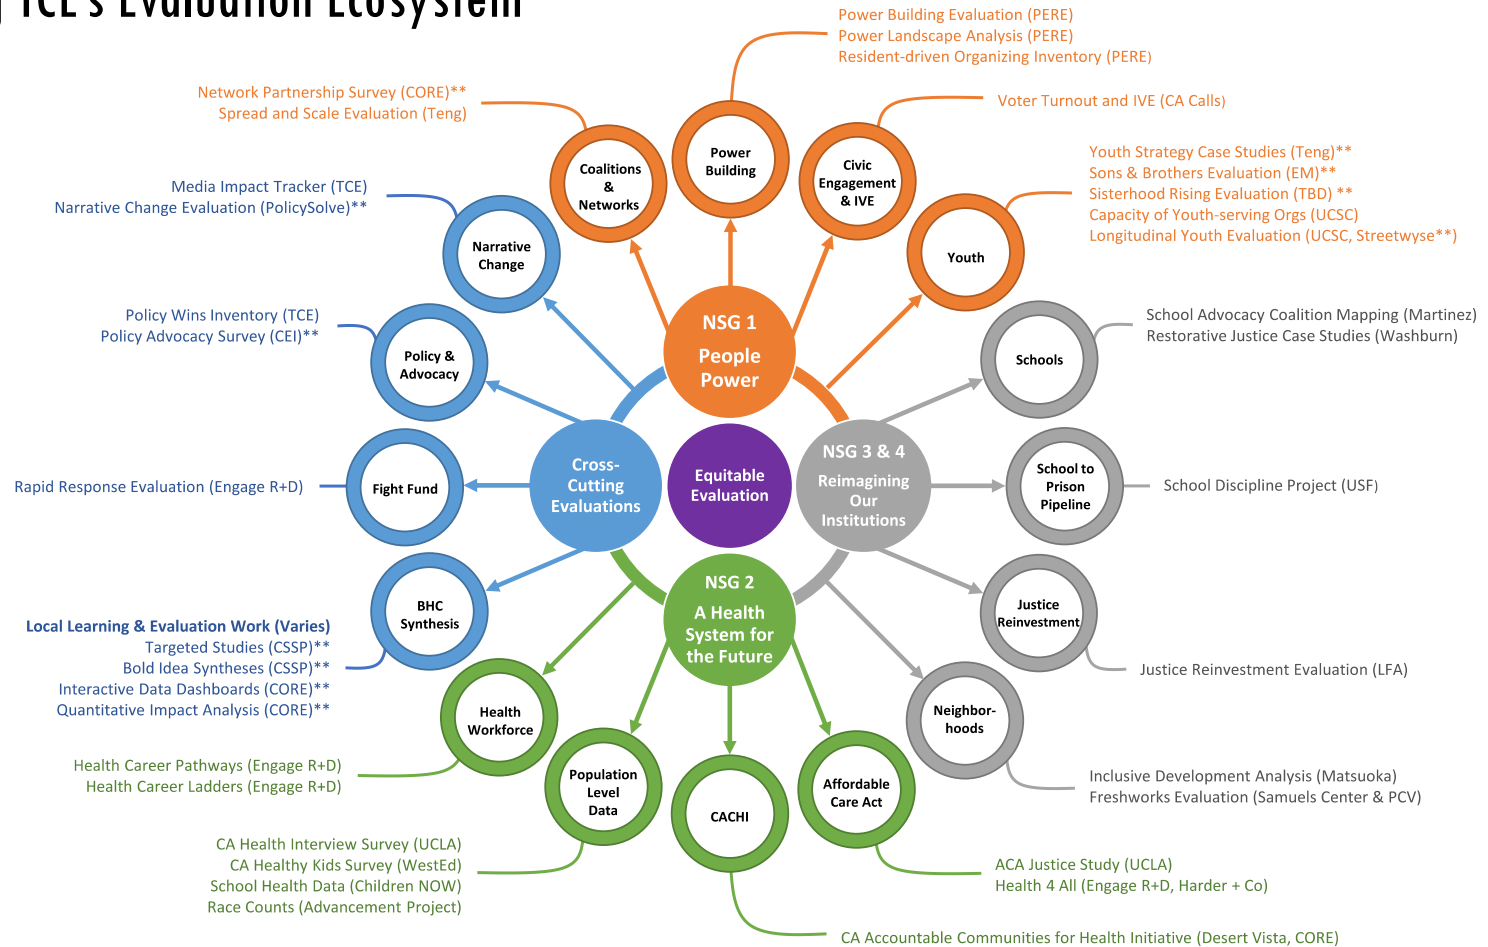 TCE's Evaluation Ecosystem
Power Building Evaluation (PERE)
Power Landscape Analysis (PERE)
Resident-driven Organizing Inventory (PERE)
Network Partnership Survey (CORE)**
Spread and Scale Evaluation (Teng)
Voter Turnout and IVE (CA Calls)
Youth Strategy Case Studies (Teng)**
Sons & Brothers Evaluation (EM)**
Sisterhood Rising Evaluation (TBD) **
Capacity of Youth-serving Orgs (UCSC)
Longitudinal Youth Evaluation (UCSC, Streetwyse**)
Media Impact Tracker (TCE)
Narrative Change Evaluation (PolicySolve)**
Coalitions
&
Networks
Power
Building
Civic
Engagement
& IVE
Youth
Narrative
Change
Policy Wins Inventory (TCE)
Policy Advocacy Survey (CEI)**
Policy &
Advocacy
NSG 1
People
Power
Schools
School Advocacy Coalition Mapping (Martinez)
Restorative Justice Case Studies (Washburn)
Rapid Response Evaluation (Engage R+D)
Fight Fund
Cross-
Cutting
Evaluations
Equitable
Evaluation
NSG 3 & 4
Reimagining
Our
Institutions
School to
Prison
Pipeline
School Discipline Project (USF)
BHC
Synthesis
NSG 2
A Health
System for
the Future
Justice
Reinvestment
Local Learning & Evaluation Work (Varies)
Targeted Studies (CSSP)**
Bold Idea Syntheses (CSSP)**
Interactive Data Dashboards (CORE)**
Quantitative Impact Analysis (CORE)**
Justice Reinvestment Evaluation (LFA)
Health
Workforce
Neighbor-
hoods
Health Career Pathways (Engage R+D)
Health Career Ladders (Engage R+D)
Population
Level
Data
CACHI
Affordable
Care Act
Inclusive Development Analysis (Matsuoka)
Freshworks Evaluation (Samuels Center & PCV)
CA Health Interview Survey (UCLA)
CA Healthy Kids Survey (WestEd)
School Health Data (Children NOW)
Race Counts (Advancement Project)
ACA Justice Study (UCLA)
Health 4 All (Engage R+D, Harder + Co)
CA Accountable Communities for Health Initiative (Desert Vista, CORE)